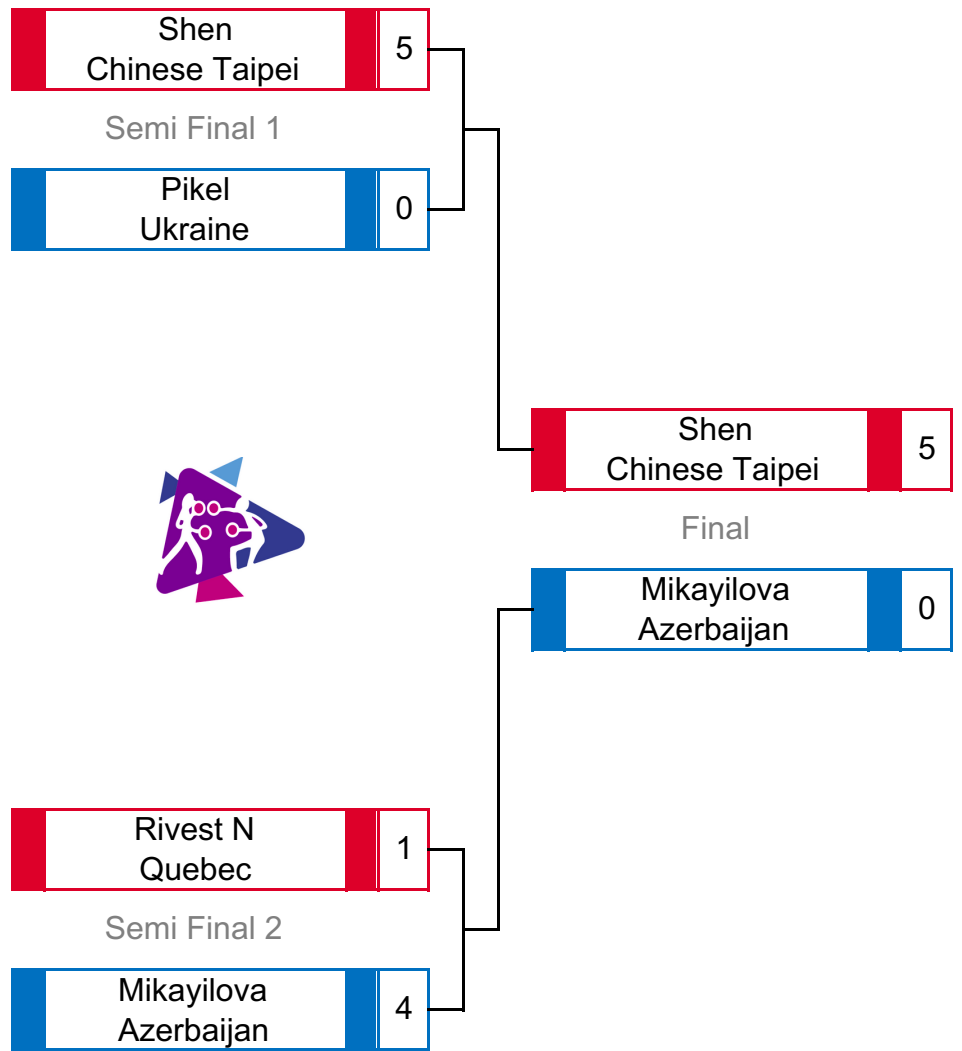 Shen
Chinese Taipei
5
Semi Final 1
Pikel
Ukraine
0
Shen
Chinese Taipei
5
Final
Mikayilova
Azerbaijan
0
Rivest N
Quebec
1
Semi Final 2
Mikayilova
Azerbaijan
4